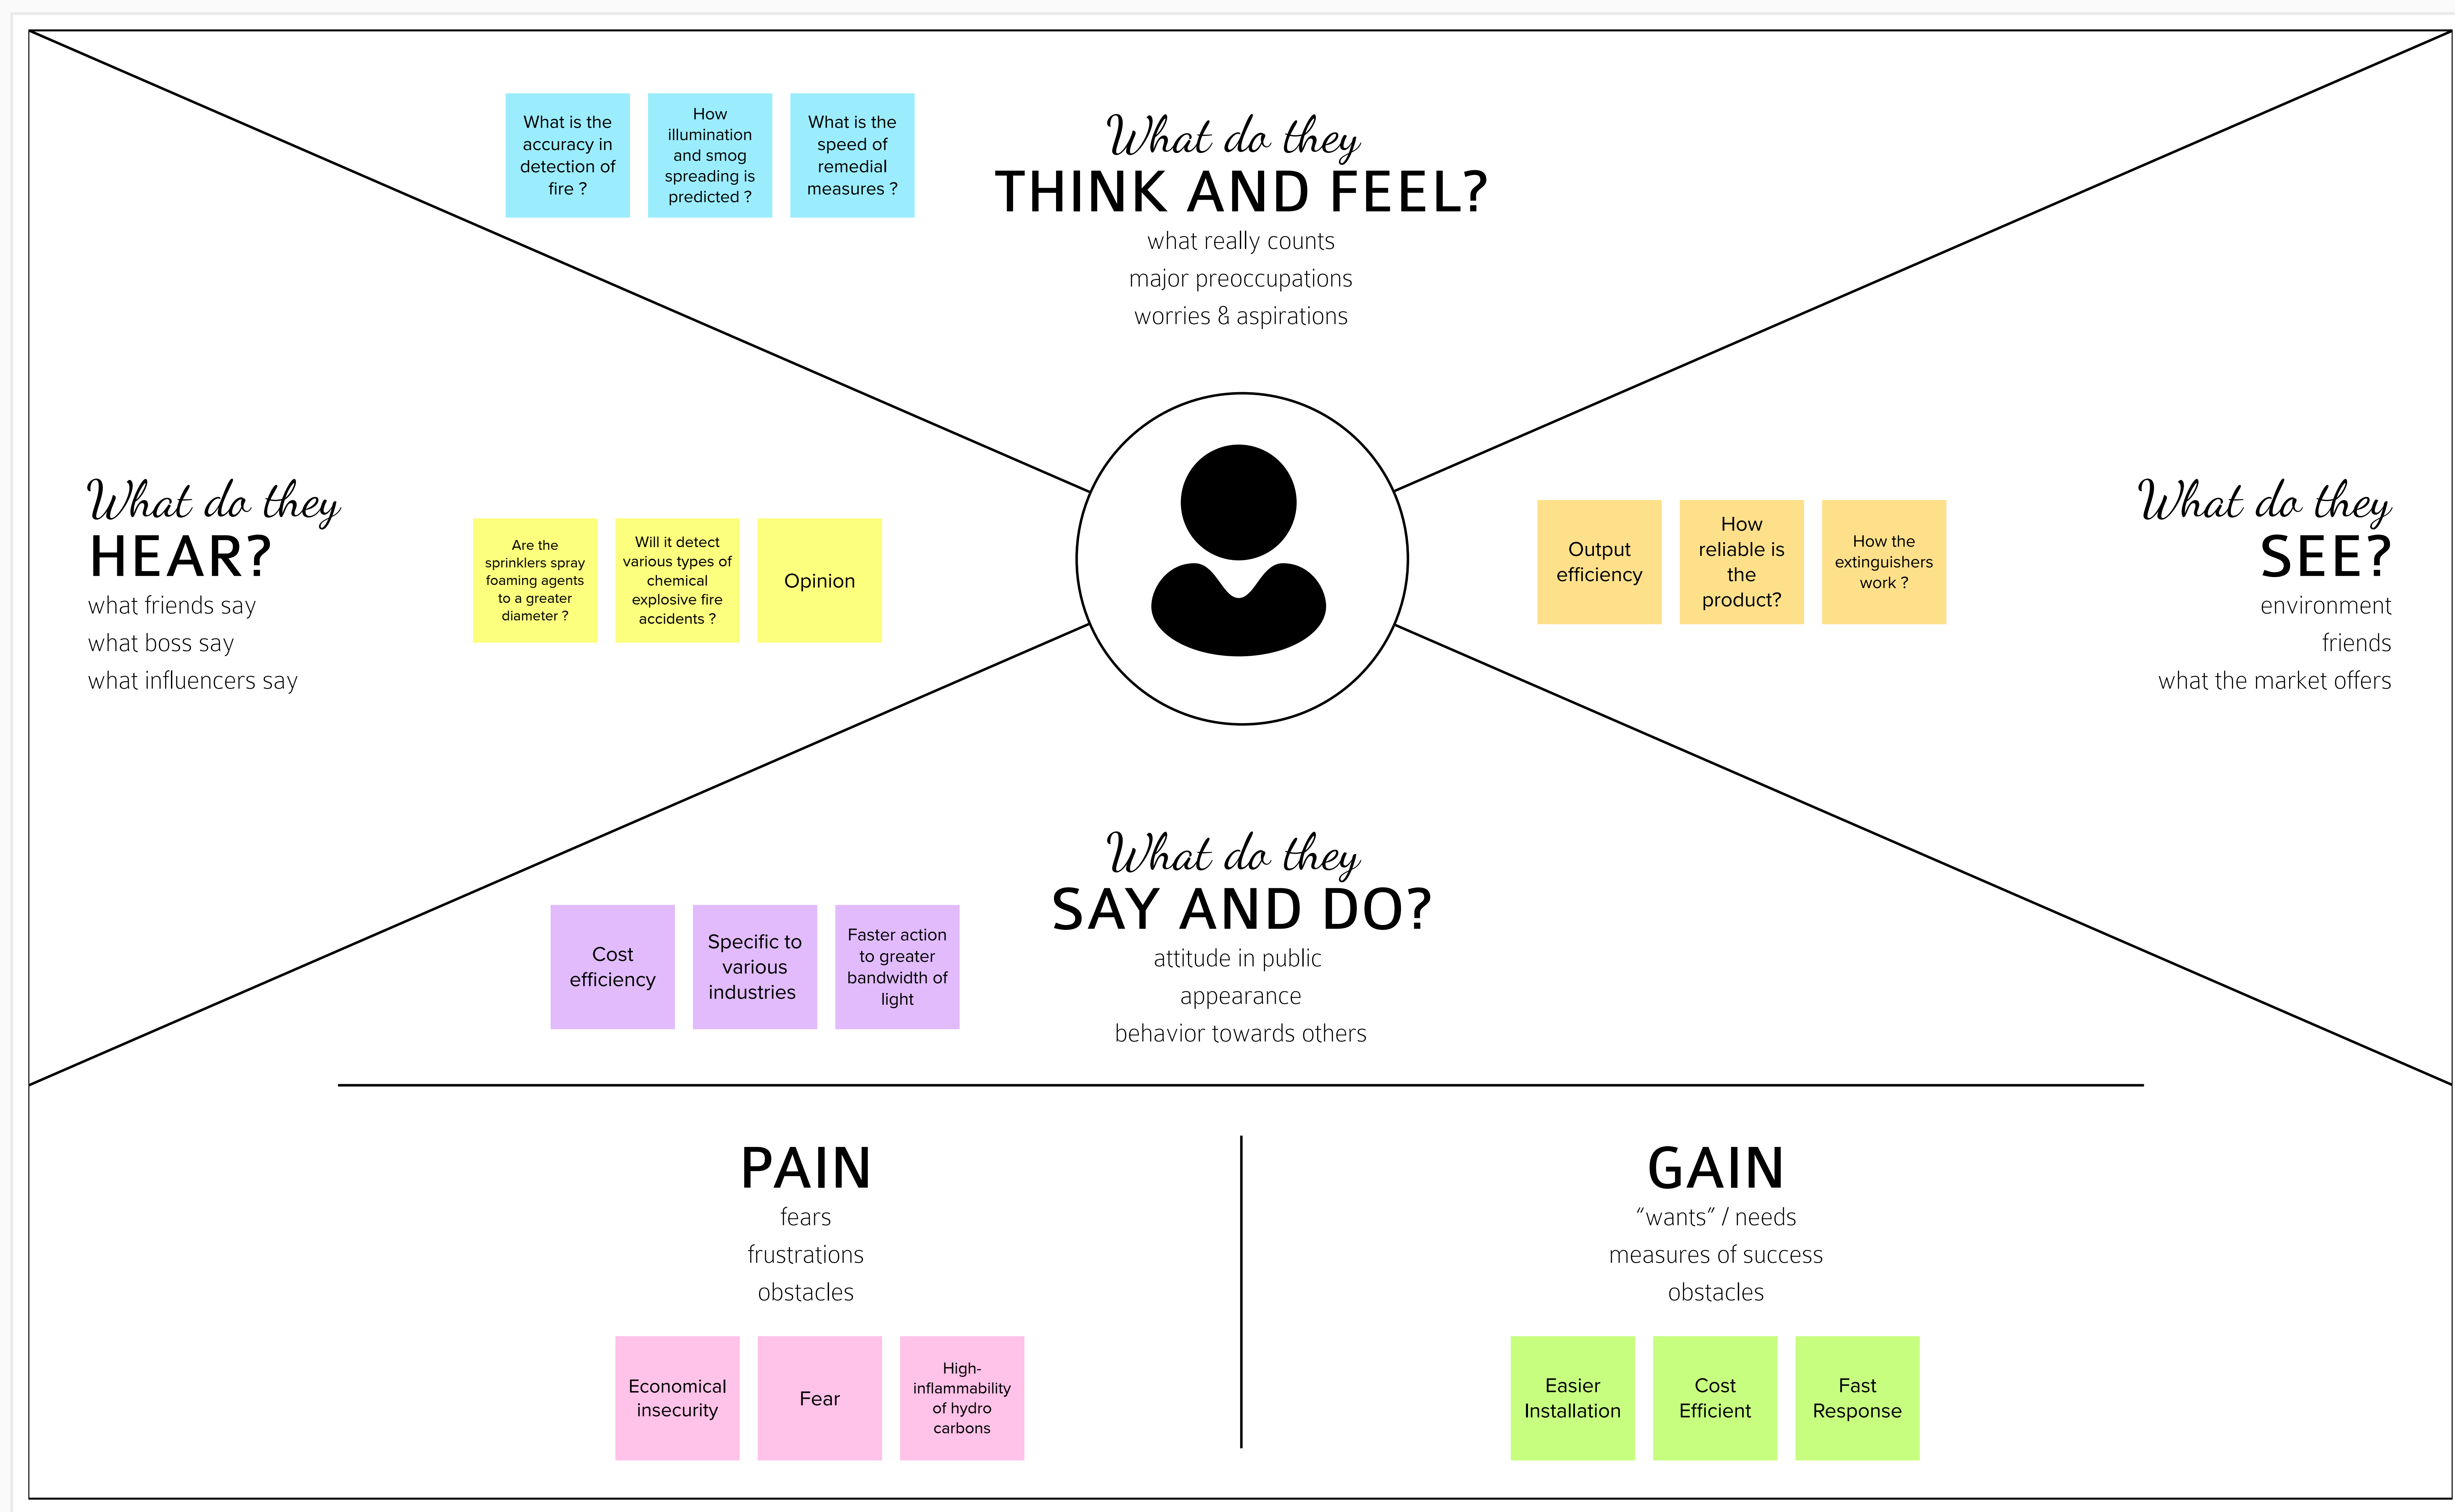 What is the
accuracy in
detection of
fire ?
How
illumination
and smog
spreading is
predicted ?
What is the
speed of
remedial
measures ?
What do they
THINK AND FEEL?
what really counts
major preoccupations
worries & aspirations
What do they
HEAR?
what friends say
what boss say
what influencers say
Are the
sprinklers spray
foaming agents
to a greater
diameter ?
Will it detect
various types of
chemical
explosive fire
accidents ?
Opinion
Output
efficiency
How
reliable is
the
product?
How the
extinguishers
work ?
What do they
SEE?
environment
friends
what the market offers
What do they
SAY AND DO?
attitude in public
appearance
behavior towards others
Cost
efficiency
Specific to
various
industries
Faster action
to greater
bandwidth of
light
PAIN
fears
frustrations
obstacles
Economical
insecurity
Fear
High-
inflammability
of hydro
carbons
GAIN
“wants” / needs
measures of success
obstacles
Easier
Installation
Cost
Efficient
Fast
Response